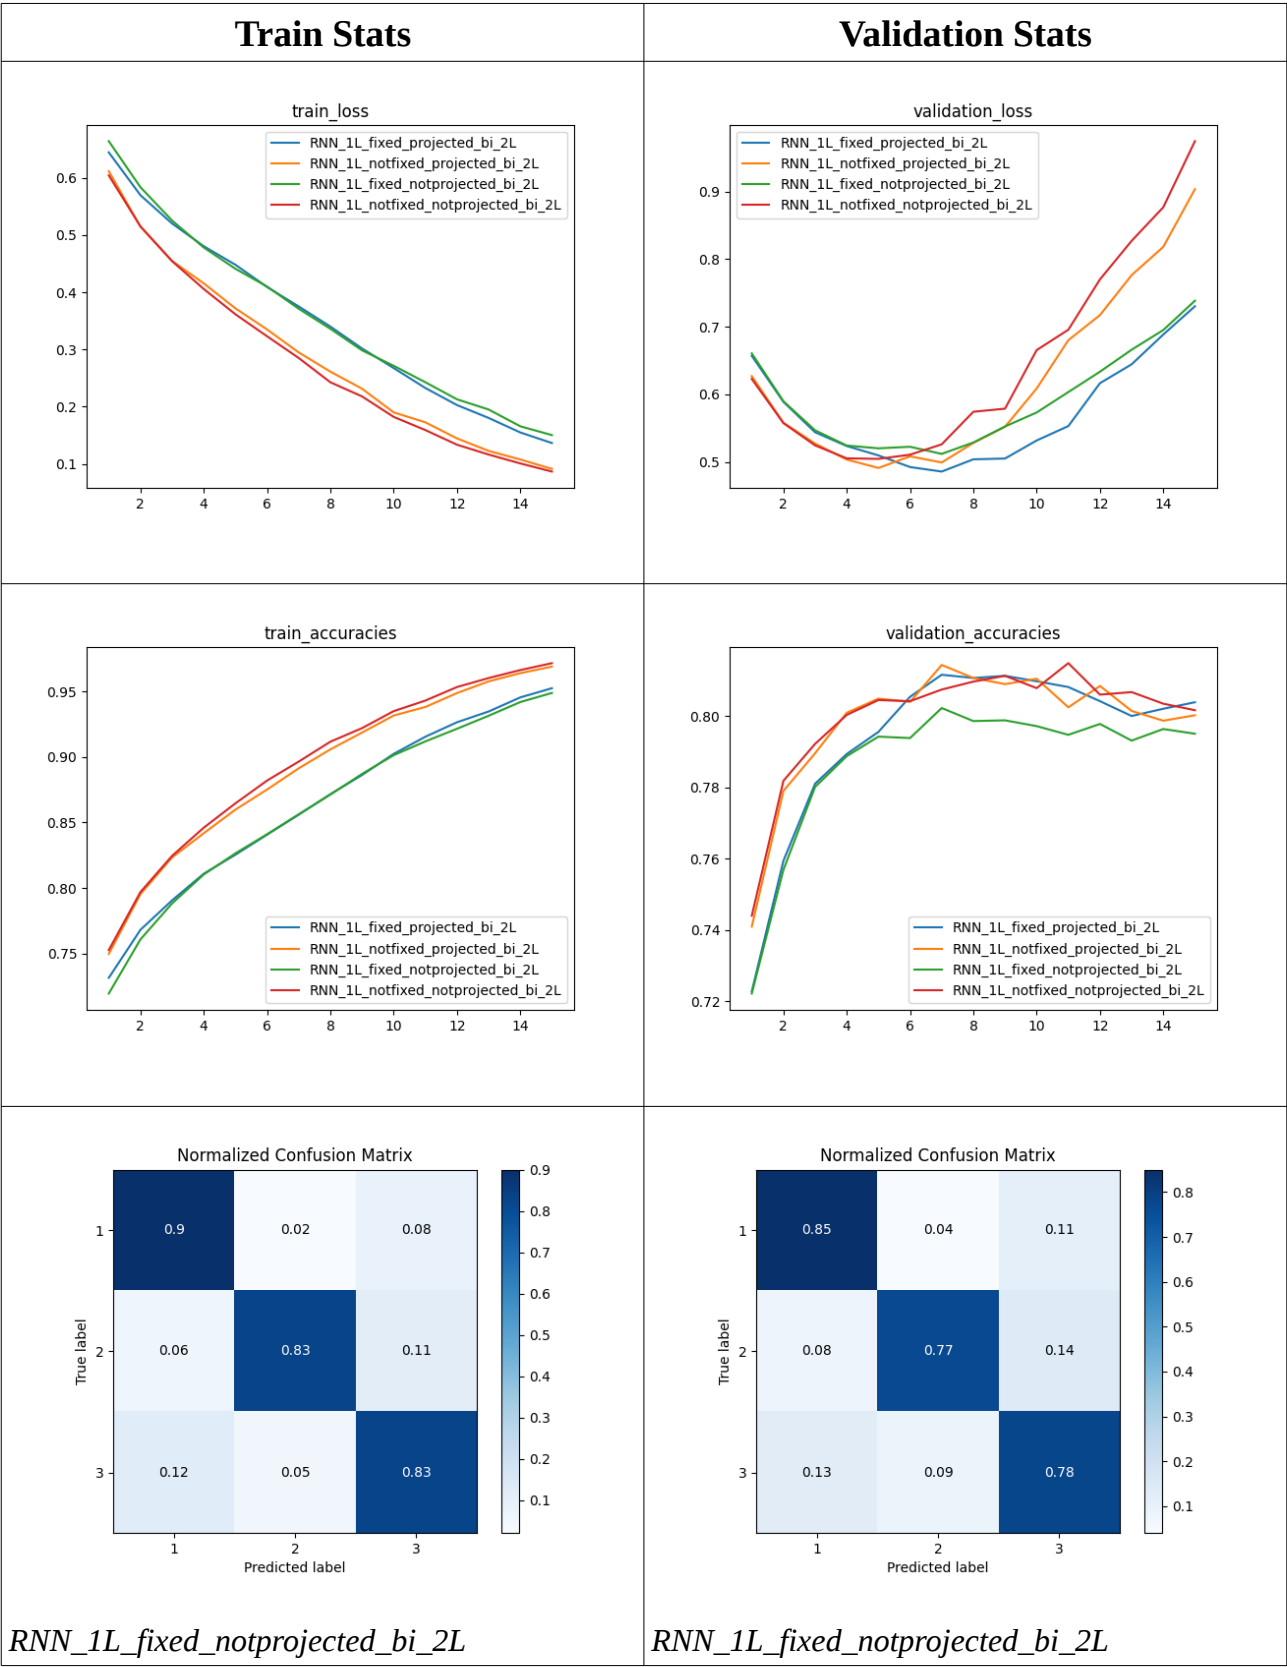 Train Stats
Validation Stats
train_loss
RNN_1L_fixed_projected_bi_2L
RNN_1L_notfixed_projected_bi_2L
RNN_1L_fixed_notprojected_bi_2L
RNN_1L_notfixed_notprojected_bi_2L
0.6
0.5
0.4
0.3
0.2
0.1
2 4 6 8 10 12 14
validation_loss
RNN_1L_fixed_projected_bi_2L
RNN_1L_notfixed_projected_bi_2L
RNN_1L_fixed_notprojected_bi_2L
RNN_1L_notfixed_notprojected_bi_2L
0.9
0.8
0.7
0.6
0.5
2 4 6 8 10 12 14
train_accuracies
0.95
0.90
0.85
0.80
0.75
RNN_1L_fixed_projected_bi_2L
RNN_1L_notfixed_projected_bi_2L
RNN_1L_fixed_notprojected_bi_2L
RNN_1L_notfixed_notprojected_bi_2L
2 4 6 8 10 12 14
validation_accuracies
0.80
0.78
0.76
0.74
0.72
RNN_1L_fixed_projected_bi_2L
RNN_1L_notfixed_projected_bi_2L
RNN_1L_fixed_notprojected_bi_2L
RNN_1L_notfixed_notprojected_bi_2L
2 4 6 8 10 12 14
Normalized Confusion Matrix
True label
1 0.9 0.02 0.08
2 0.06 0.83 0.11
3 0.12 0.05 0.83
1 2 3
Predicted label
0.9
0.8
0.7
0.6
0.5
0.4
0.3
0.2
0.1
RNN_1L_fixed_notprojected_bi_2L
Normalized Confusion Matrix
True label
1 0.85 0.04 0.11
2 0.08 0.77 0.14
3 0.13 0.09 0.78
1 2 3
Predicted label
0.8
0.7
0.6
0.5
0.4
0.3
0.2
0.1
RNN_1L_fixed_notprojected_bi_2L